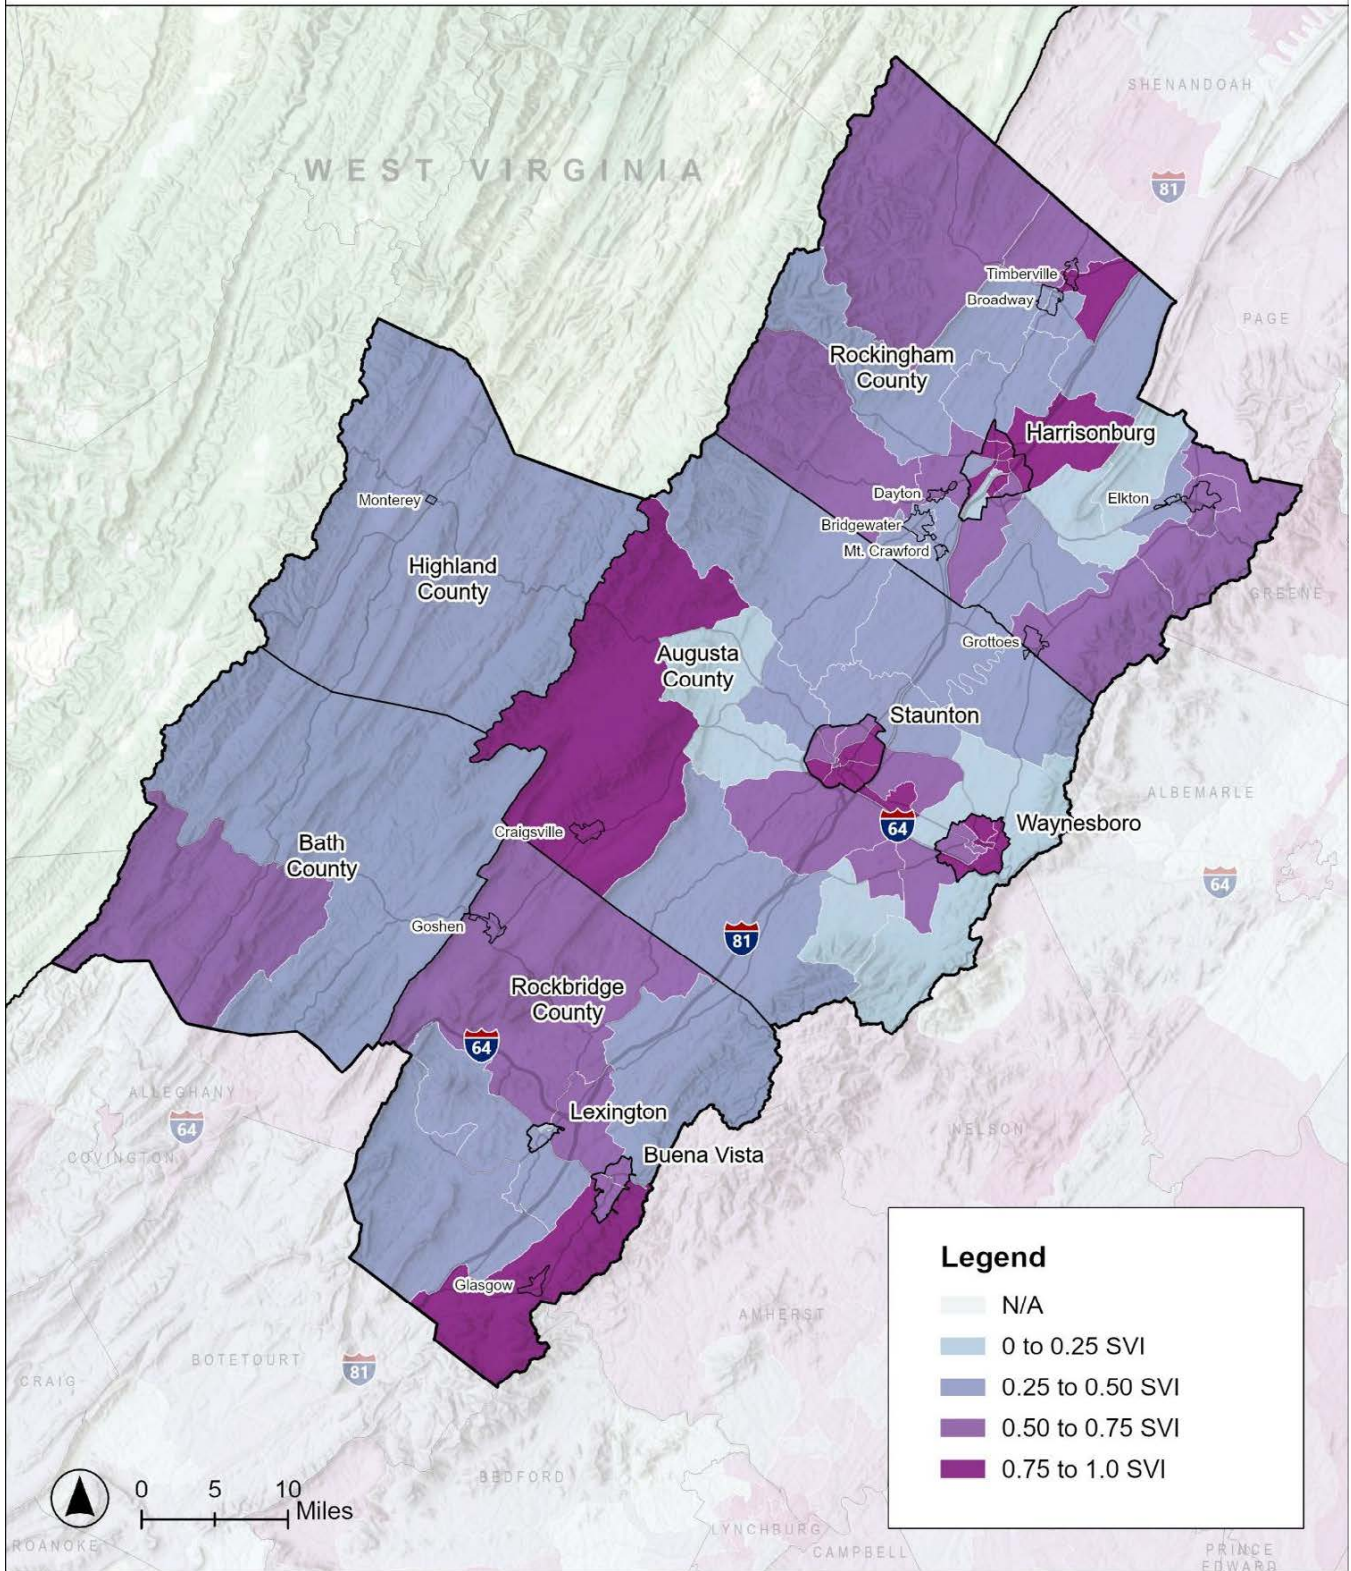 SHENANDOAH
WEST VIRGINIA
81
Timberville
Broadway
PAGE
Rockingham
County
Harrisonburg
Monterey
Dayton
Elkton
Bridgewater
Mt. Crawford
Highland
County
GREENE
Grottoes
Augusta
County
Staunton
ALBEMARLE
64
Waynesboro
Craigsville
Bath
County
64
Goshen
81
Rockbridge
County
64
ALLEGHANY
64
Lexington
NELSON
COVINGTON
Buena Vista
Glasgow
AMHERST
BOTETOURT
81
CRAIG
BEDFORD
Legend
N/A
0 to 0.25 SVI
0.25 to 0.50 SVI
0.50 to 0.75 SVI
0.75 to 1.0 SVI
0 5 10
Miles
ROANOKE
LYNCHBURG
CAMPBELL
PRINCE
EDWARD